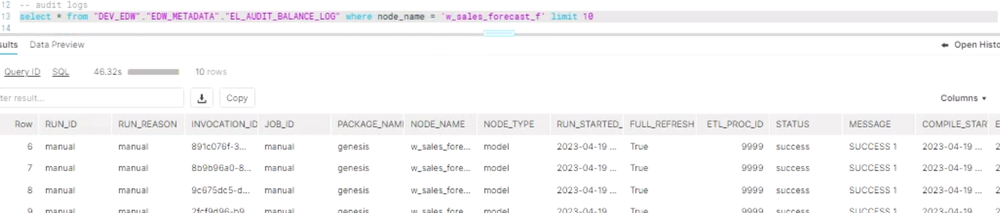 12 -- audit logs
13 select * from "DEV_EDW"."EDW_METADATA"."EL_AUDIT_BALANCE_LOG" where node_name = 'w_sales_forecast_f' limit 10
14
sults Data Preview Open Histo
Query ID SQL 46.32s 10 rows
ter result... Copy Columns
Row RUN_ID RUN_REASON INVOCATION_ID JOB_ID PACKAGE_NAMI NODE_NAME NODE_TYPE RUN_STARTED_ FULL_REFRESH ETL_PROC_ID STATUS MESSAGE COMPILE_STAR E
6 manual manual 891c076f-3... manual genesis w_sales_fore... model 2023-04-19 ... True 9999 success SUCCESS 1 2023-04-19 ... 2
7 manual manual 8b9b96a0-8... manual genesis w_sales_fore... model 2023-04-19 ... True 9999 success SUCCESS 1 2023-04-19 ... 2
8 manual manual 9c675dc5-d... manual genesis w_sales_fore... model 2023-04-19 ... True 9999 success SUCCESS 1 2023-04-19 ... 2
9 manual manual 2fcf9d96-b9... manual genesis w_sales_fore... model 2023-04-19 ... True 9999 success SUCCESS 1 2023-04-19 ... 2